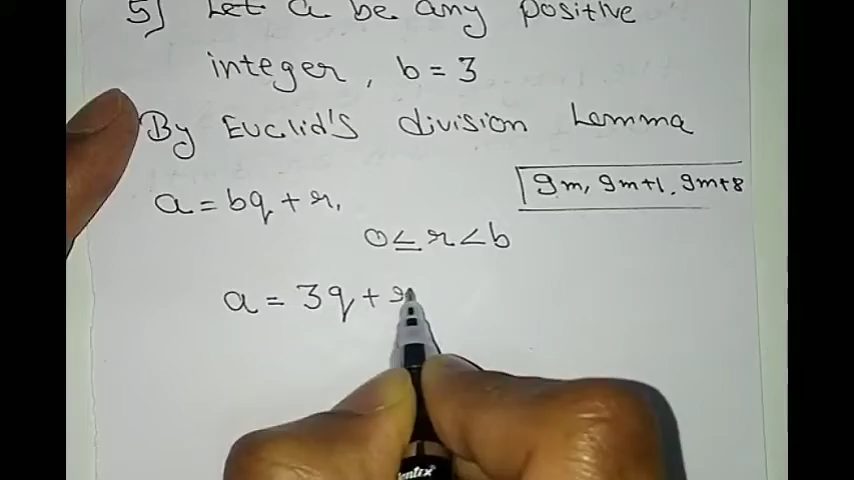 5) Let a be any positive
integer, b = 3
By Euclid's division Lemma
a = bq + r,
9m, 9m+1, 9m+8
0 ≤ r < b
a = 3q + r